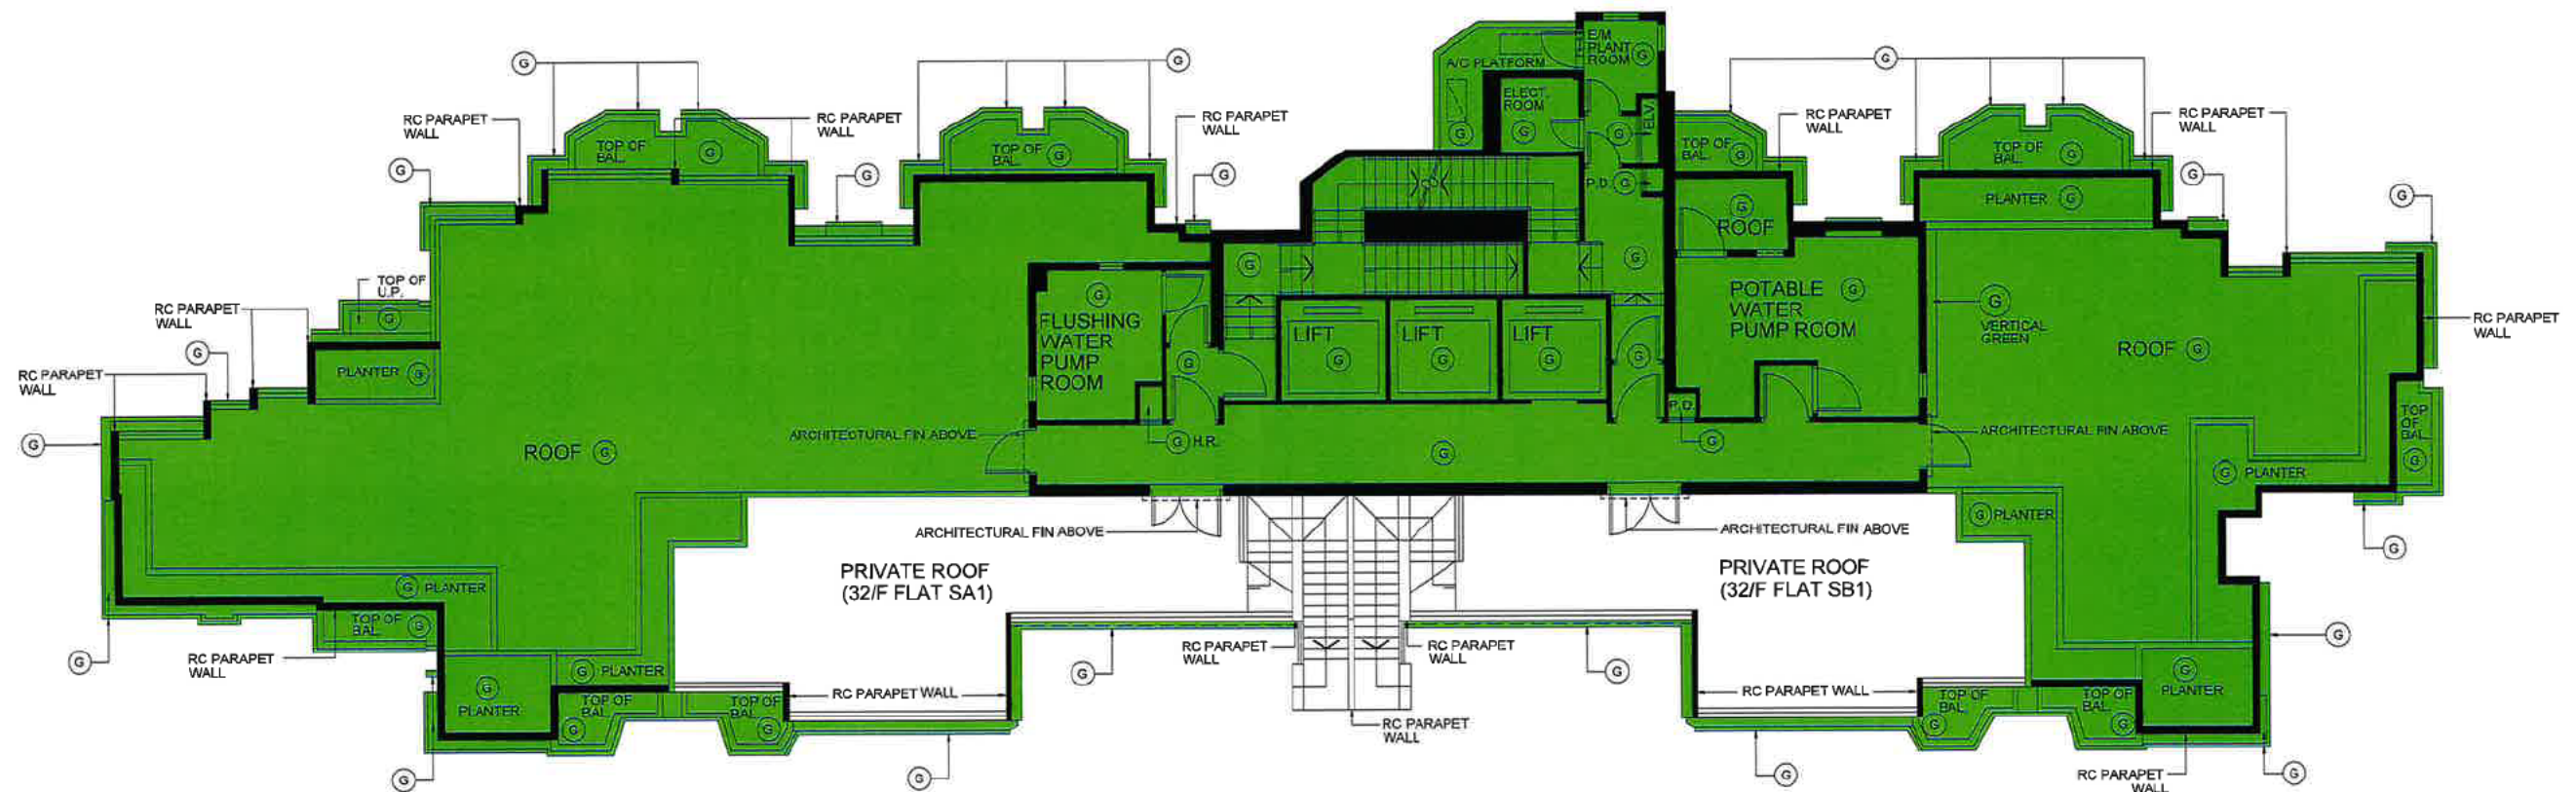 E/M
PLANT
ROOM
G
A/C PLATFORM
G
G
G
G
ELECT.
ROOM
G
ELV.
G
G
RC PARAPET
WALL
RC PARAPET
WALL
RC PARAPET
WALL
RC PARAPET
WALL
RC PARAPET
WALL
TOP OF
BAL.
G
TOP OF
BAL.
G
TOP OF
BAL.
G
TOP OF
BAL.
G
G
G
G
P.D.
G
G
G
PLANTER
G
G
ROOF
G
G
G
TOP OF
U.P.
G
G
FLUSHING
WATER
PUMP
ROOM
G
POTABLE
WATER
PUMP ROOM
G
G
VERTICAL
GREEN
RC PARAPET
WALL
RC PARAPET
WALL
LIFT
G
LIFT
G
LIFT
G
G
ROOF
G
G
G
PLANTER
G
RC PARAPET
WALL
P.D.
G
TOP
OF
BAL.
G
G
ARCHITECTURAL FIN ABOVE
G
H.R.
G
ARCHITECTURAL FIN ABOVE
ROOF
G
G
PLANTER
G
PLANTER
ARCHITECTURAL FIN ABOVE
ARCHITECTURAL FIN ABOVE
G
PRIVATE ROOF
(32/F FLAT SA1)
PRIVATE ROOF
(32/F FLAT SB1)
G
PLANTER
TOP OF
BAL.
G
G
G
RC PARAPET
WALL
RC PARAPET
WALL
RC PARAPET
WALL
G
PLANTER
G
G
G
PLANTER
G
PLANTER
TOP OF
BAL.
G
TOP OF
BAL.
G
RC PARAPET WALL
RC PARAPET WALL
TOP OF
BAL.
G
TOP OF
BAL.
G
RC PARAPET
WALL
G
G
G
RC PARAPET
WALL
G